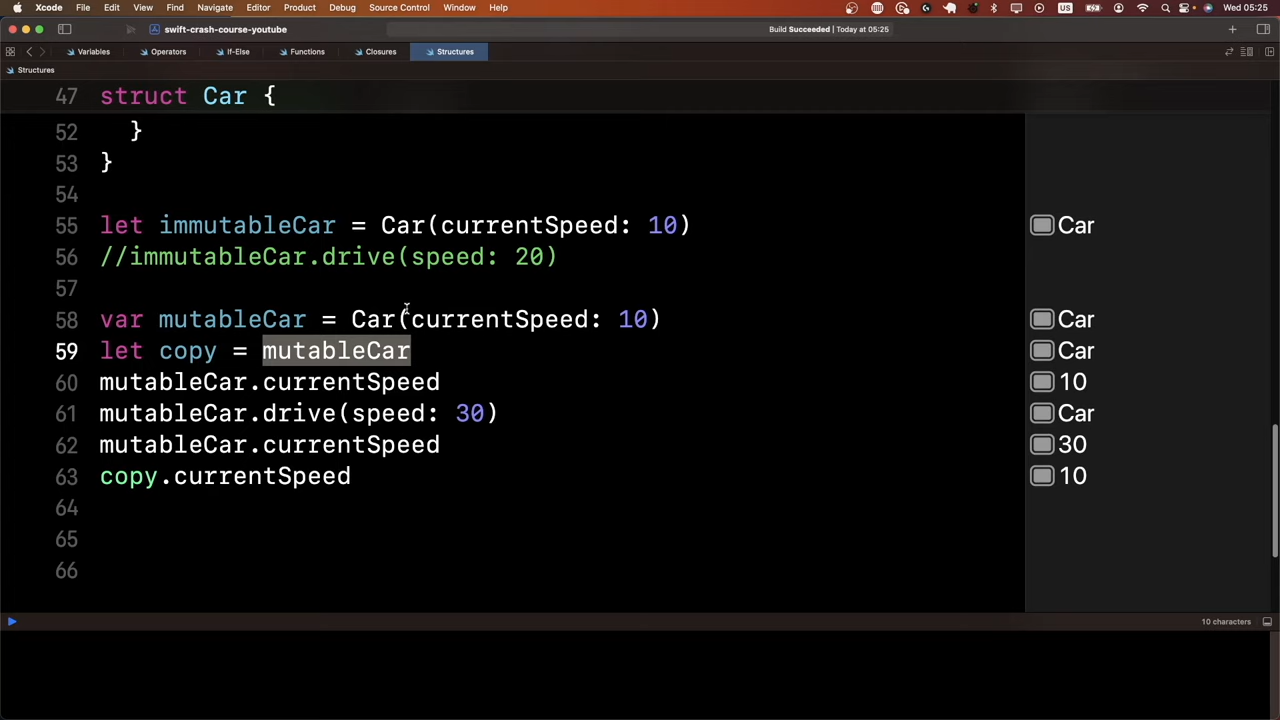 Xcode File Edit View Find Navigate Editor Product Debug Source Control Window Help US Wed 05:25
swift-crash-course-youtube Build Succeeded | Today at 05:25
Variables Operators If-Else Functions Closures Structures
Structures
47 struct Car {
52 }
53 }
54
55 let immutableCar = Car(currentSpeed: 10) Car
56 //immutableCar.drive(speed: 20)
57
58 var mutableCar = Car(currentSpeed: 10) Car
59 let copy = mutableCar Car
60 mutableCar.currentSpeed 10
61 mutableCar.drive(speed: 30) Car
62 mutableCar.currentSpeed 30
63 copy.currentSpeed 10
64
65
66
10 characters